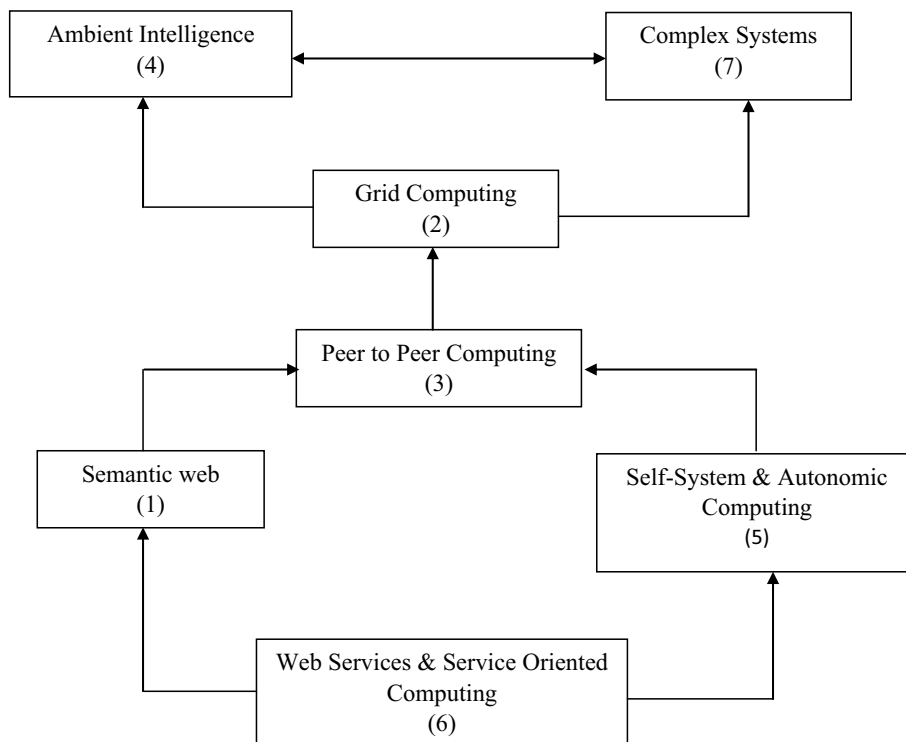 Ambient Intelligence
(4)
Complex Systems
(7)
Grid Computing
(2)
Peer to Peer Computing
(3)
Semantic web
(1)
Self-System & Autonomic
Computing
(5)
Web Services & Service Oriented
Computing
(6)